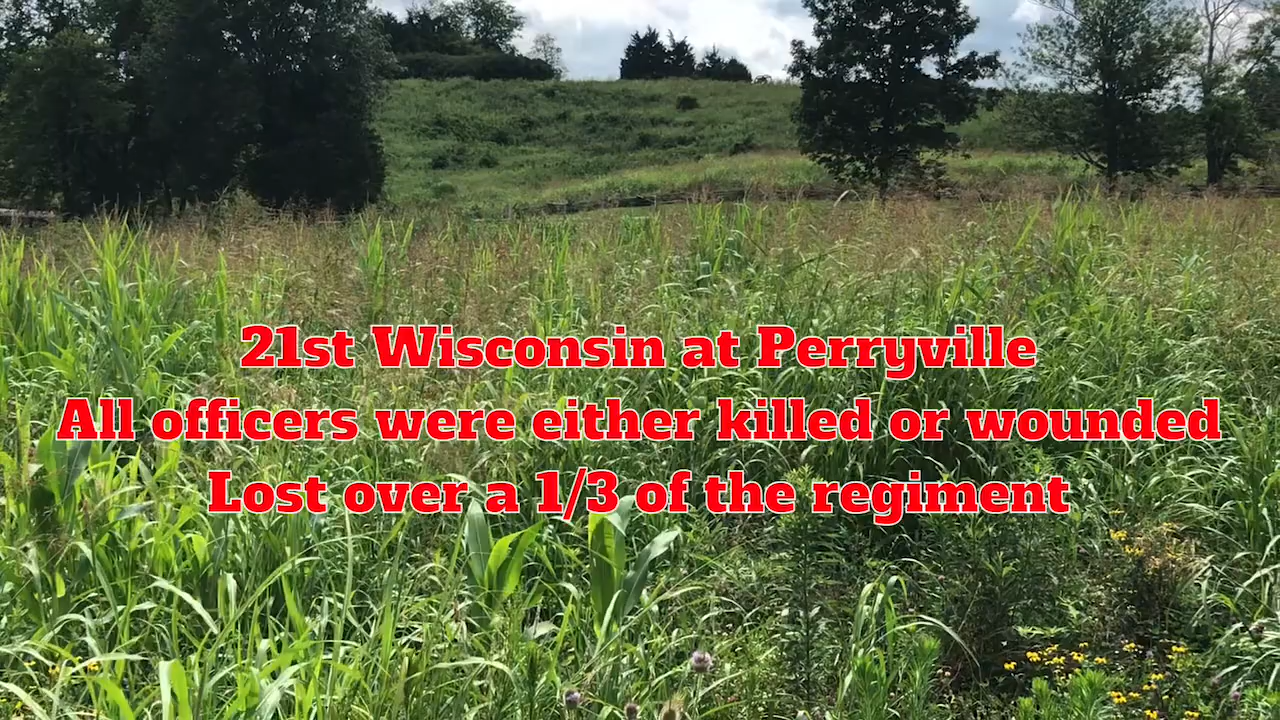 21st Wisconsin at Perryville
All officers were either killed or wounded
Lost over a 1/3 of the regiment